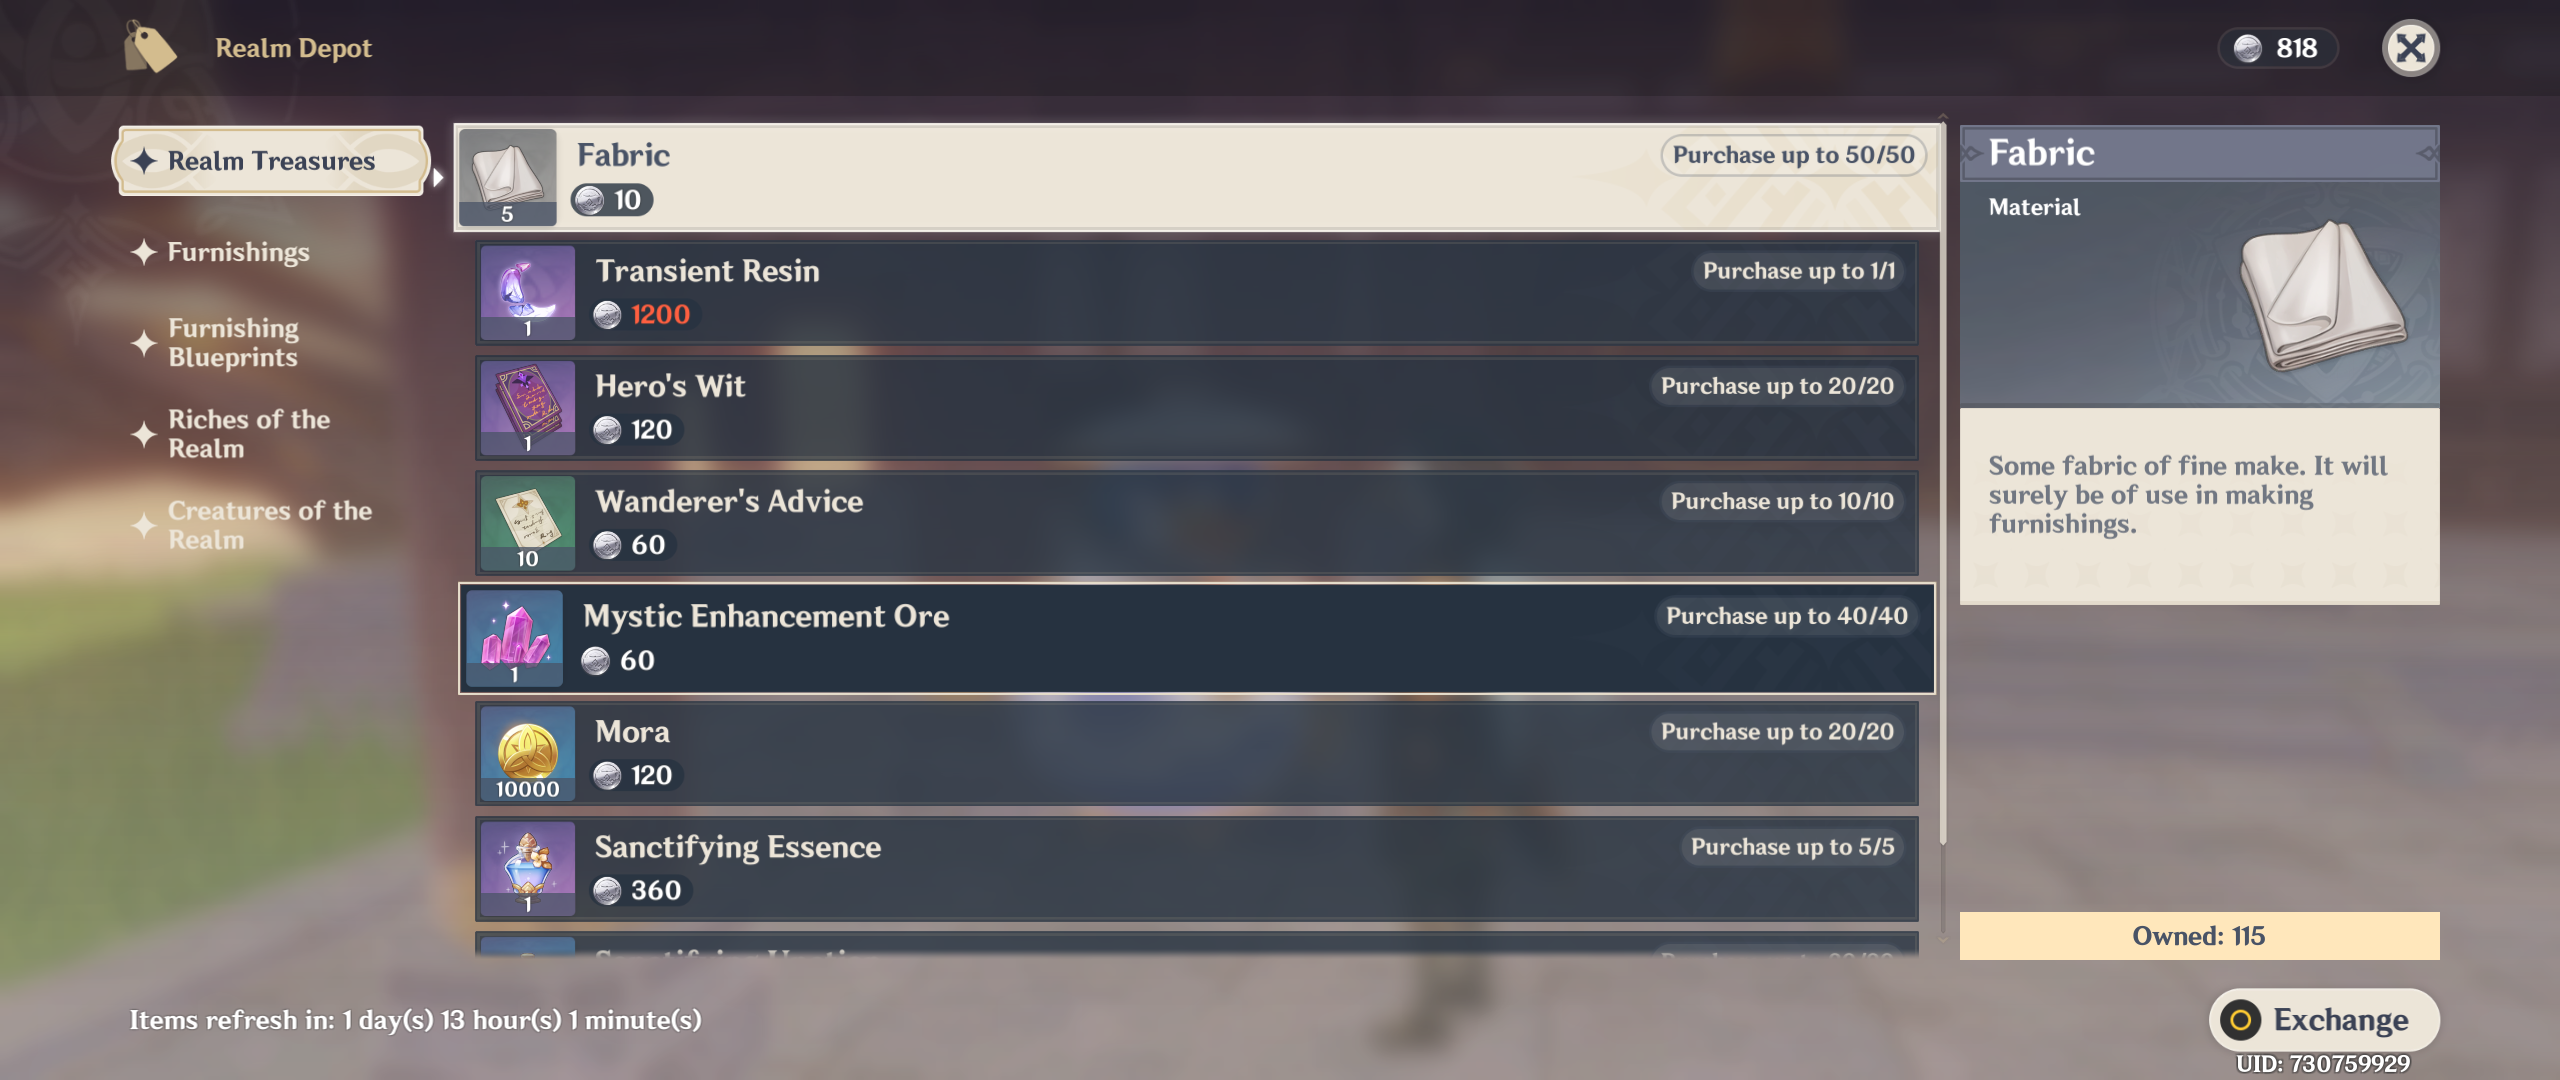 Realm Depot
818
Realm Treasures
Furnishings
Furnishing
Blueprints
Riches of the
Realm
Creatures of the
Realm
Fabric
Purchase up to 50/50
5
10
Transient Resin
Purchase up to 1/1
1
1200
Hero's Wit
Purchase up to 20/20
1
120
Wanderer's Advice
Purchase up to 10/10
10
60
Mystic Enhancement Ore
Purchase up to 40/40
1
60
Mora
Purchase up to 20/20
10000
120
Sanctifying Essence
Purchase up to 5/5
1
360
Fabric
Material
Some fabric of fine make. It will
surely be of use in making
furnishings.
Owned: 115
Items refresh in: 1 day(s) 13 hour(s) 1 minute(s)
Exchange
UID: 730759929